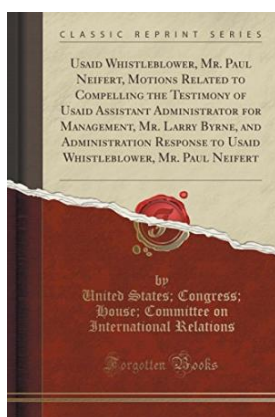 CLASSIC REPRINT SERIES
USAID WHISTLEBLOWER, MR. PAUL
NEIFERT, MOTIONS RELATED TO
COMPELLING THE TESTIMONY OF
USAID ASSISTANT ADMINISTRATOR FOR
MANAGEMENT, MR. LARRY BYRNE, AND
ADMINISTRATION RESPONSE TO USAID
WHISTLEBLOWER, MR. PAUL NEIFERT
by
United States; Congress;
House; Committee on
International Relations
Forgotten Books